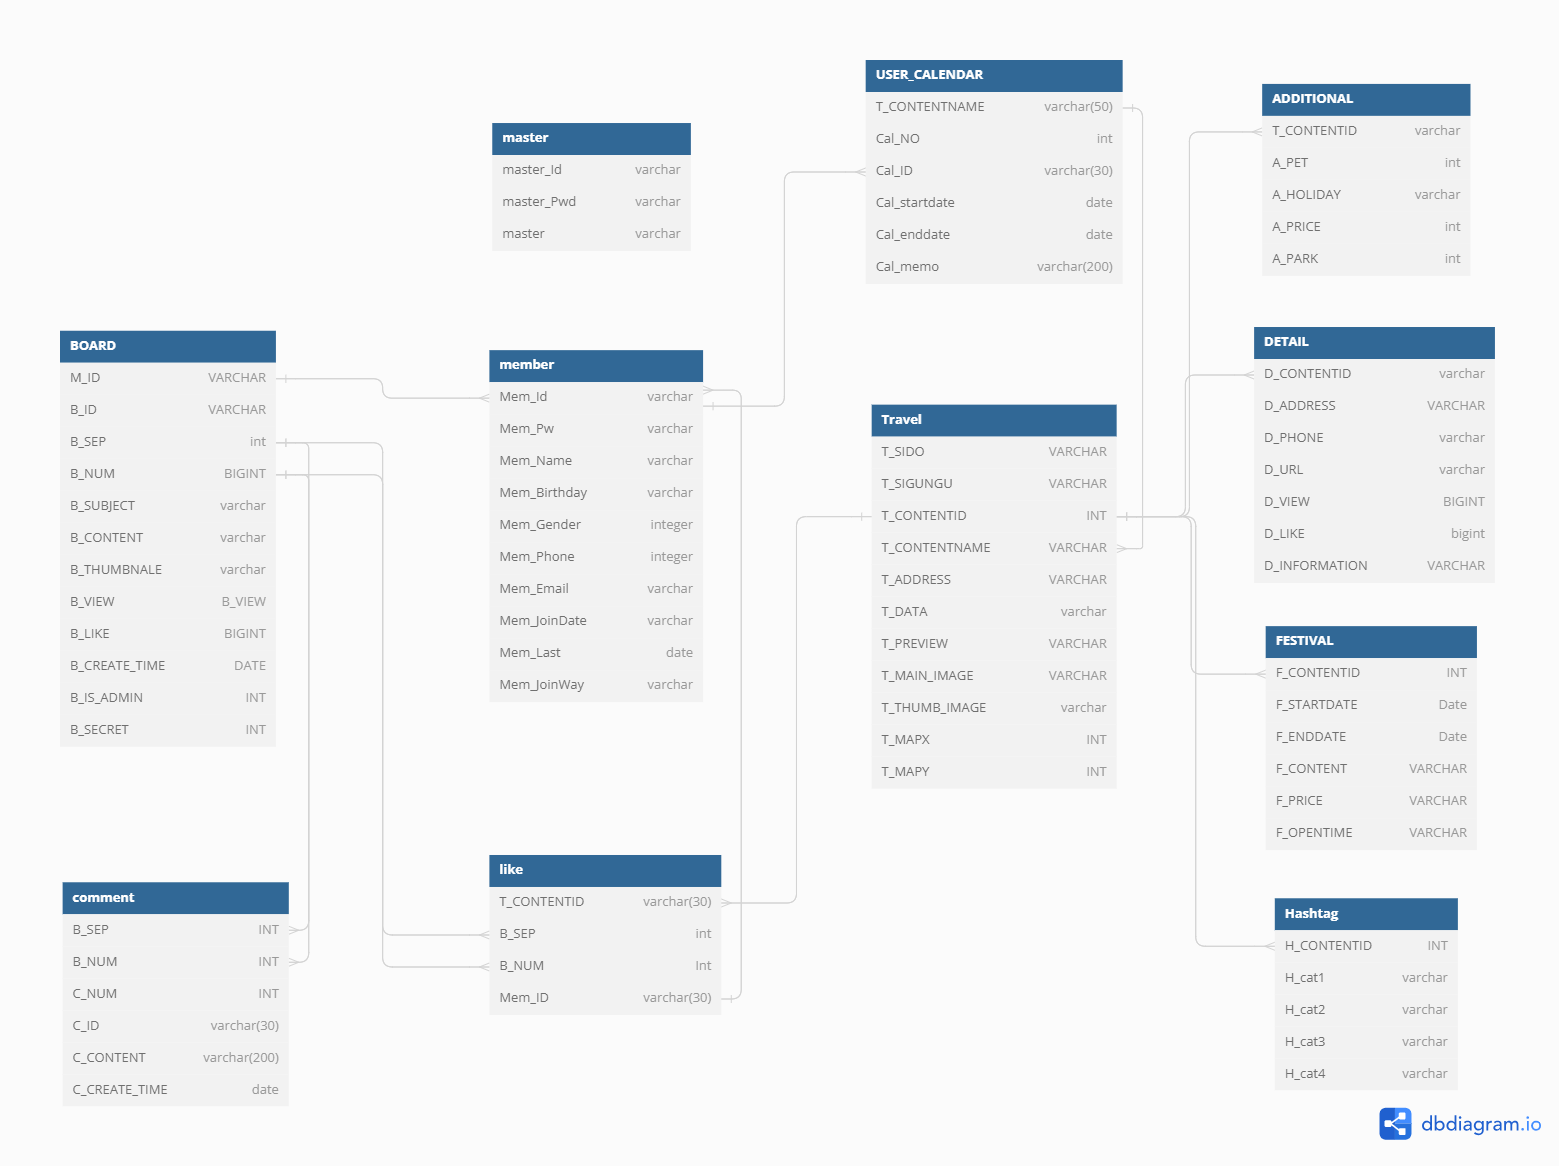 USER_CALENDAR
T_CONTENTNAME varchar(50)
Cal_NO int
Cal_ID varchar(30)
Cal_startdate date
Cal_enddate date
Cal_memo varchar(200)
ADDITIONAL
T_CONTENTID varchar
A_PET int
A_HOLIDAY varchar
A_PRICE int
A_PARK int
master
master_Id varchar
master_Pwd varchar
master varchar
BOARD
M_ID VARCHAR
B_ID VARCHAR
B_SEP int
B_NUM BIGINT
B_SUBJECT varchar
B_CONTENT varchar
B_THUMBNALE varchar
B_VIEW B_VIEW
B_LIKE BIGINT
B_CREATE_TIME DATE
B_IS_ADMIN INT
B_SECRET INT
member
Mem_Id varchar
Mem_Pw varchar
Mem_Name varchar
Mem_Birthday varchar
Mem_Gender integer
Mem_Phone integer
Mem_Email varchar
Mem_JoinDate varchar
Mem_Last date
Mem_JoinWay varchar
Travel
T_SIDO VARCHAR
T_SIGUNGU VARCHAR
T_CONTENTID INT
T_CONTENTNAME VARCHAR
T_ADDRESS VARCHAR
T_DATA varchar
T_PREVIEW VARCHAR
T_MAIN_IMAGE VARCHAR
T_THUMB_IMAGE varchar
T_MAPX INT
T_MAPY INT
DETAIL
D_CONTENTID varchar
D_ADDRESS VARCHAR
D_PHONE varchar
D_URL varchar
D_VIEW BIGINT
D_LIKE bigint
D_INFORMATION VARCHAR
FESTIVAL
F_CONTENTID INT
F_STARTDATE Date
F_ENDDATE Date
F_CONTENT VARCHAR
F_PRICE VARCHAR
F_OPENTIME VARCHAR
comment
B_SEP INT
B_NUM INT
C_NUM INT
C_ID varchar(30)
C_CONTENT varchar(200)
C_CREATE_TIME date
like
T_CONTENTID varchar(30)
B_SEP int
B_NUM Int
Mem_ID varchar(30)
Hashtag
H_CONTENTID INT
H_cat1 varchar
H_cat2 varchar
H_cat3 varchar
H_cat4 varchar
dbdiagram.io